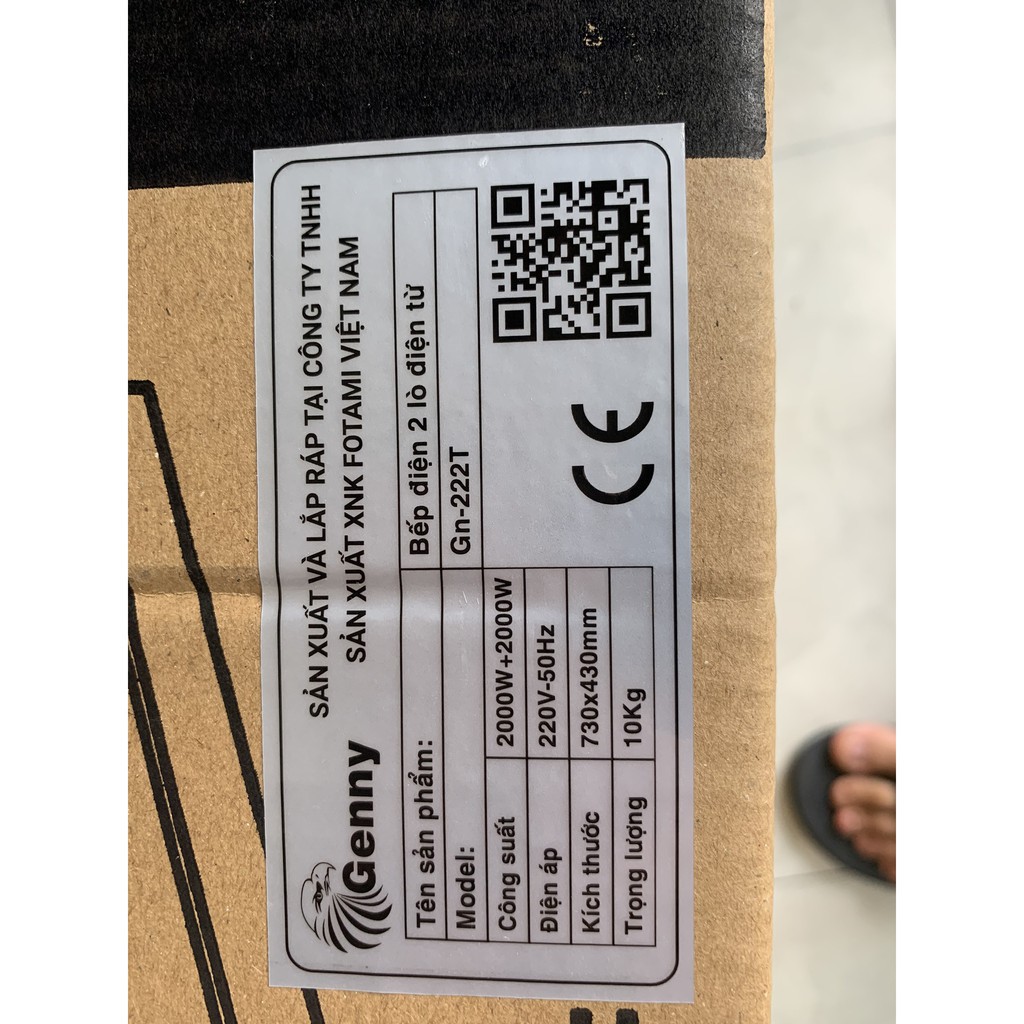 Genny
SẢN XUẤT VÀ LẮP RÁP TẠI CÔNG TY TNHH
SẢN XUẤT XNK FOTAMI VIỆT NAM
Tên sản phẩm: Bếp điện 2 lò điện từ
Model: Gn-222T
Công suất 2000W+2000W
Điện áp 220V-50Hz
Kích thước 730x430mm
Trọng lượng 10Kg
CE